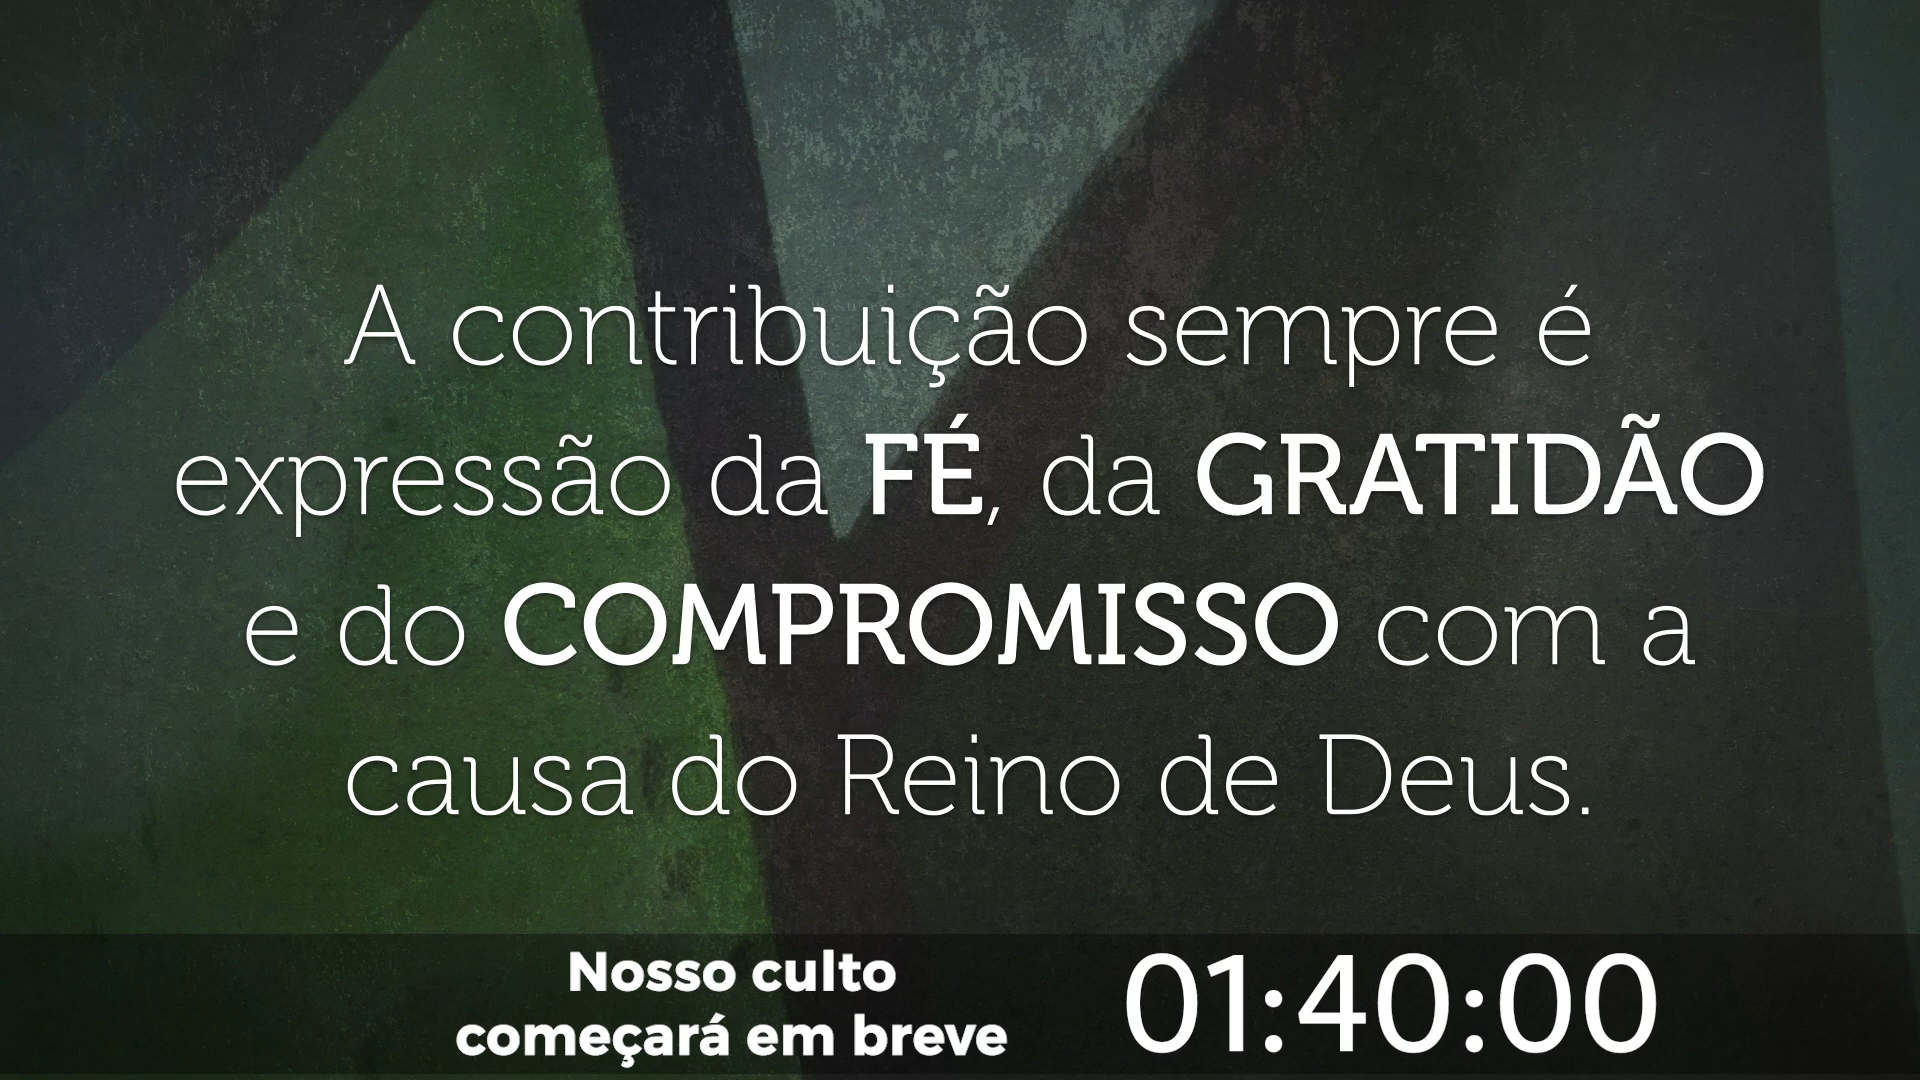 A contribuição sempre é
expressão da FÉ, da GRATIDÃO
e do COMPROMISSO com a
causa do Reino de Deus.
Nosso culto
começará em breve
01:40:00